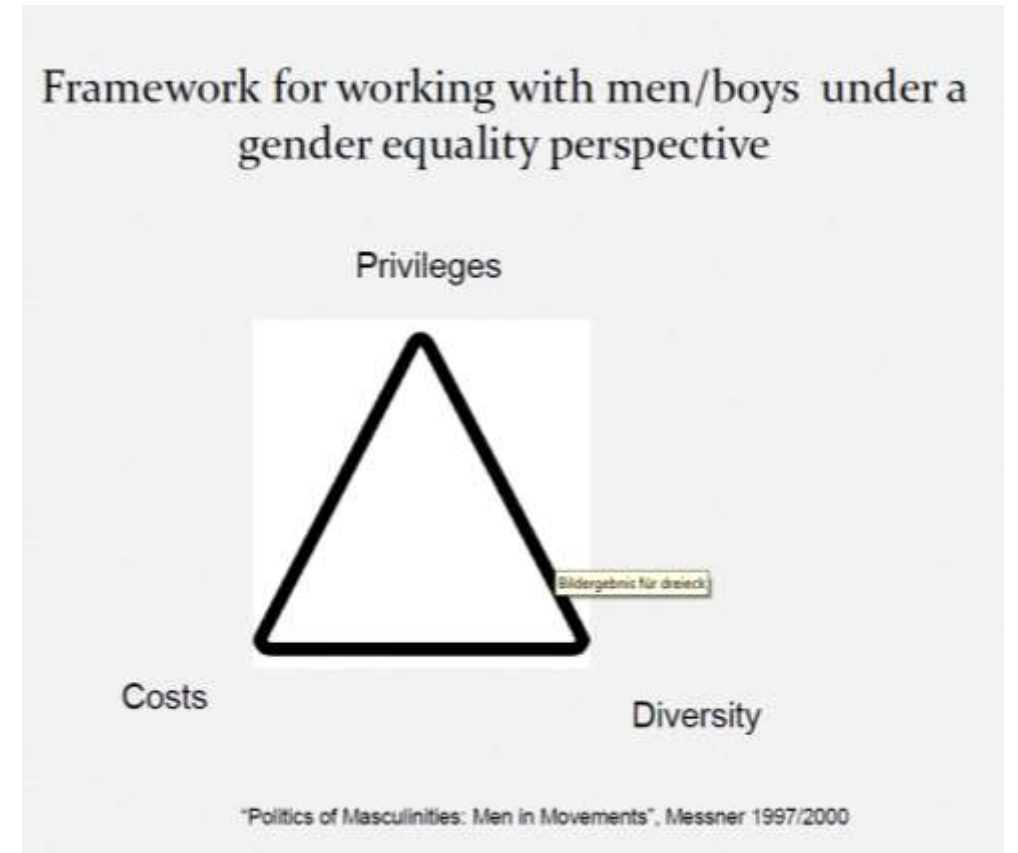 Framework for working with men/boys under a
gender equality perspective
Privileges
Bildergebnis für dreieck
Costs
Diversity
"Politics of Masculinities: Men in Movements", Messner 1997/2000